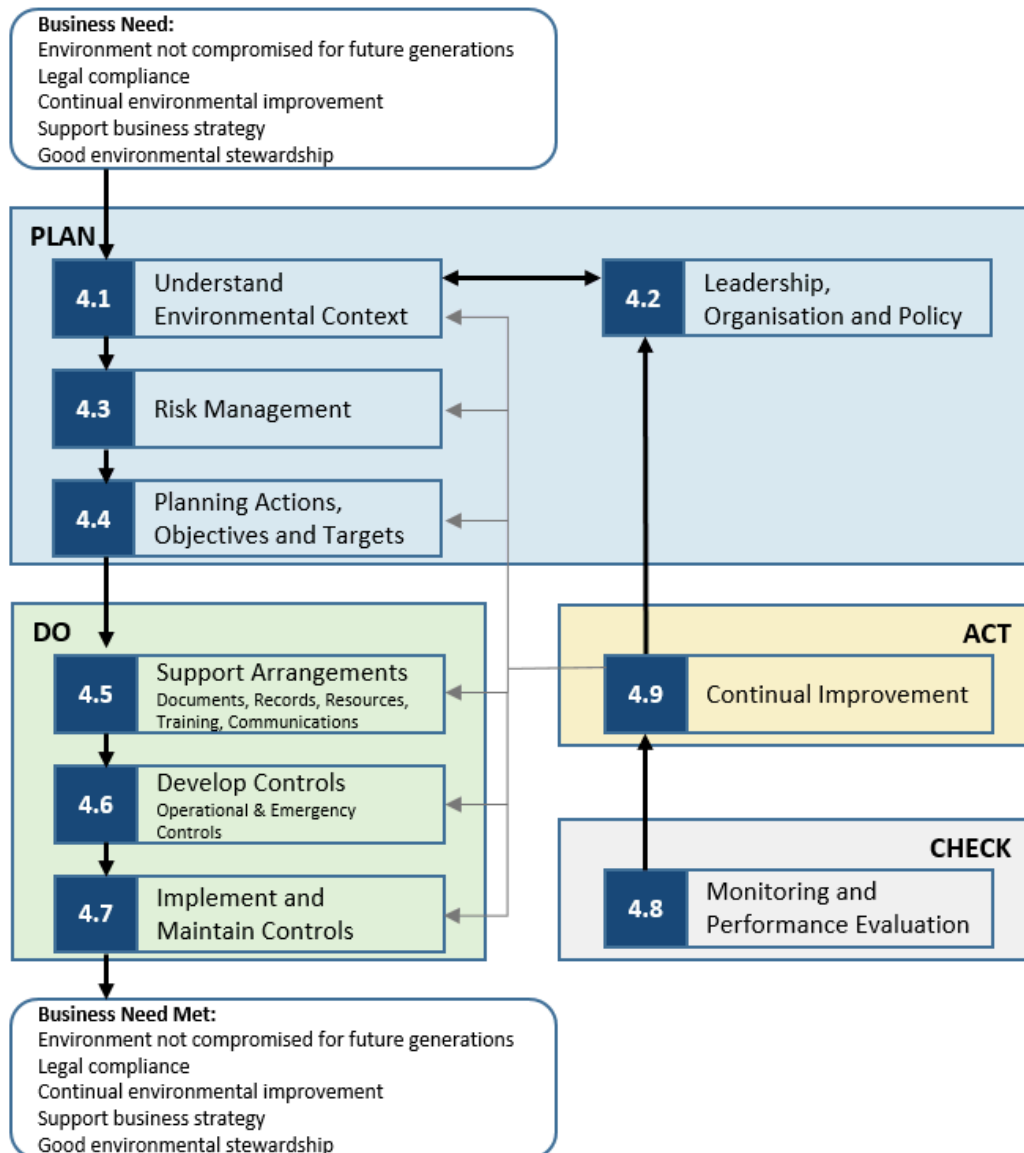 Business Need:
Environment not compromised for future generations
Legal compliance
Continual environmental improvement
Support business strategy
Good environmental stewardship
PLAN
4.1
Understand
Environmental Context
4.2
Leadership,
Organisation and Policy
4.3
Risk Management
4.4
Planning Actions,
Objectives and Targets
DO
4.5
Support Arrangements
Documents, Records, Resources,
Training, Communications
4.6
Develop Controls
Operational & Emergency
Controls
4.7
Implement and
Maintain Controls
ACT
4.9
Continual Improvement
CHECK
4.8
Monitoring and
Performance Evaluation
Business Need Met:
Environment not compromised for future generations
Legal compliance
Continual environmental improvement
Support business strategy
Good environmental stewardship